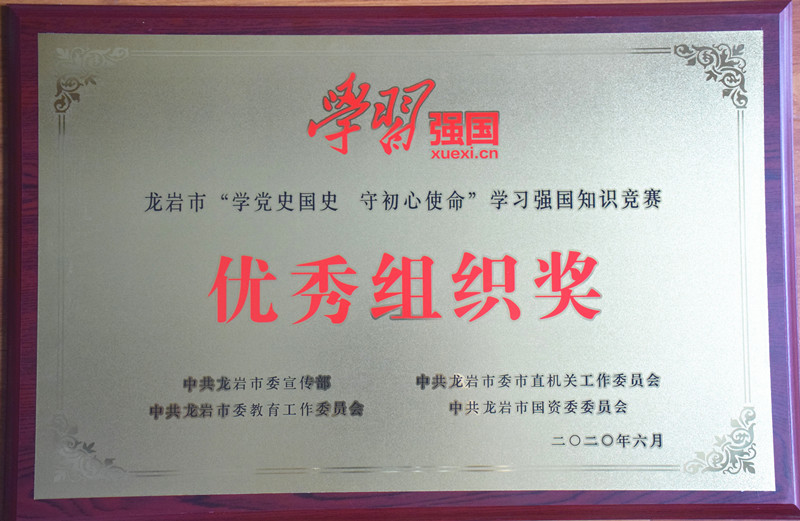 學習强国
xuexi.cn
龙岩市“学党史国史 守初心使命”学习强国知识竞赛
优秀组织奖
中共龙岩市委宣传部 中共龙岩市委市直机关工作委员会
中共龙岩市委教育工作委员会 中共龙岩市国资委委员会
二〇二〇年六月